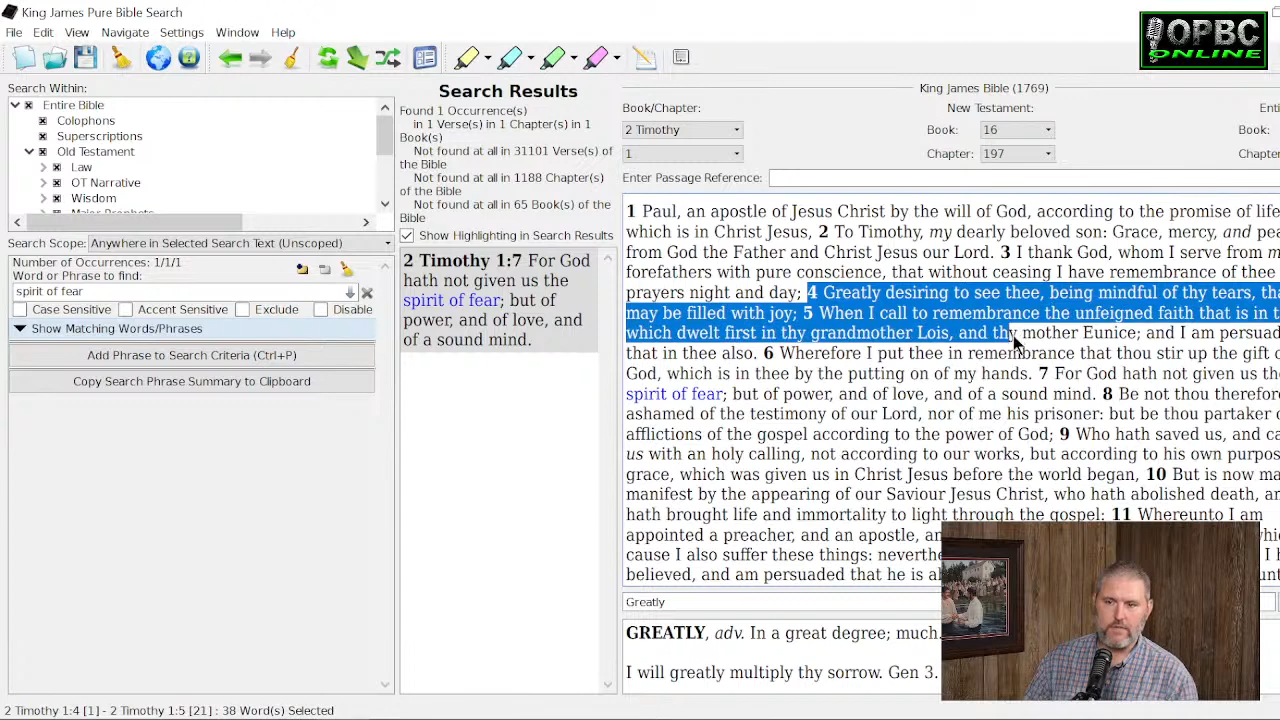 King James Pure Bible Search
File Edit View Navigate Settings Window Help
OPBC
ONLINE
Search Within:
Entire Bible
Colophons
Superscriptions
Old Testament
Law
OT Narrative
Wisdom
Major Prophets
Search Scope: Anywhere in Selected Search Text (Unscoped)
Number of Occurrences: 1/1/1
Word or Phrase to find:
spirit of fear
Case Sensitive Accent Sensitive Exclude Disable
Show Matching Words/Phrases
Add Phrase to Search Criteria (Ctrl+P)
Copy Search Phrase Summary to Clipboard
Search Results
Found 1 Occurrence(s)
in 1 Verse(s) in 1 Chapter(s) in 1
Book(s)
Not found at all in 31101 Verse(s) of
the Bible
Not found at all in 1188 Chapter(s)
of the Bible
Not found at all in 65 Book(s) of the
Bible
Show Highlighting in Search Results
2 Timothy 1:7 For God
hath not given us the
spirit of fear; but of
power, and of love, and
of a sound mind.
King James Bible (1769)
Book/Chapter: New Testament:
2 Timothy Book: 16 Book:
1 Chapter: 197
Enter Passage Reference:
1 Paul, an apostle of Jesus Christ by the will of God, according to the promise of life
which is in Christ Jesus, 2 To Timothy, my dearly beloved son: Grace, mercy, and
from God the Father and Christ Jesus our Lord. 3 I thank God, whom I serve from
forefathers with pure conscience, that without ceasing I have remembrance of thee
prayers night and day; 4 Greatly desiring to see thee, being mindful of thy tears,
may be filled with joy; 5 When I call to remembrance the unfeigned faith that is in
which dwelt first in thy grandmother Lois, and thy mother Eunice; and I am
that in thee also. 6 Wherefore I put thee in remembrance that thou stir up the gift
God, which is in thee by the putting on of my hands. 7 For God hath not given us the
spirit of fear; but of power, and of love, and of a sound mind. 8 Be not thou
ashamed of the testimony of our Lord, nor of me his prisoner: but be thou partaker
afflictions of the gospel according to the power of God; 9 Who hath saved us, and
us with an holy calling, not according to our works, but according to his own
grace, which was given us in Christ Jesus before the world began, 10 But is now
manifest by the appearing of our Saviour Jesus Christ, who hath abolished death,
hath brought life and immortality to light through the gospel: 11 Whereunto I am
appointed a preacher, and an apostle,
cause I also suffer these things:
believed, and am persuaded that he is
Greatly
GREATLY, adv. In a great degree; much.
I will greatly multiply thy sorrow. Gen 3.
2 Timothy 1:4 [1] - 2 Timothy 1:5 [21] : 38 Word(s) Selected